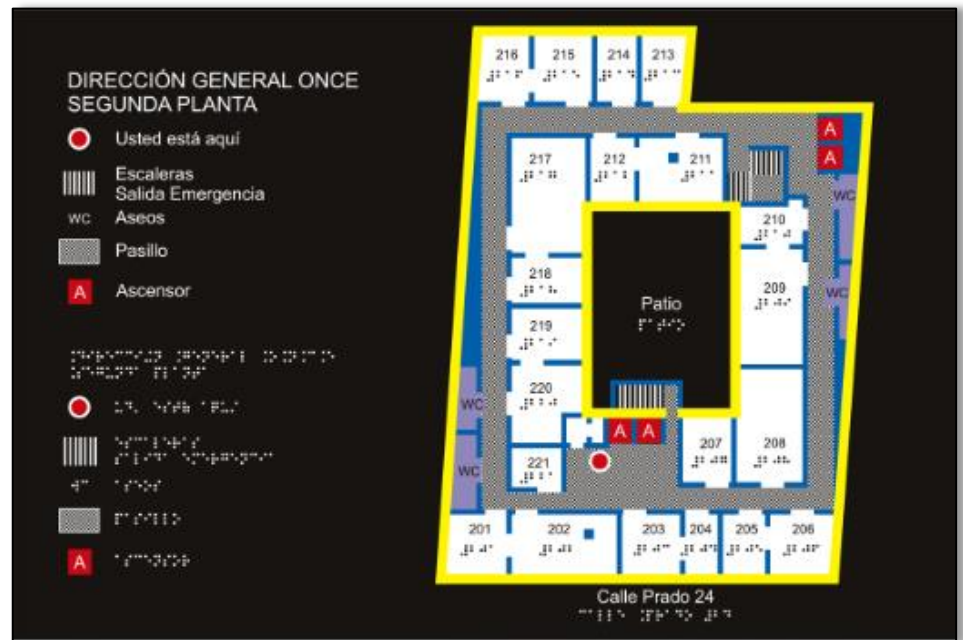 DIRECCIÓN GENERAL ONCE
SEGUNDA PLANTA
Usted está aquí
Escaleras
Salida Emergencia
WC Aseos
Pasillo
A Ascensor
A
216 215 214 213
A
A
217 212 211
WC
210
218
209
WC
Patio
219
220
WC
A A
207 208
221
WC
201 202 203 204 205 206
Calle Prado 24